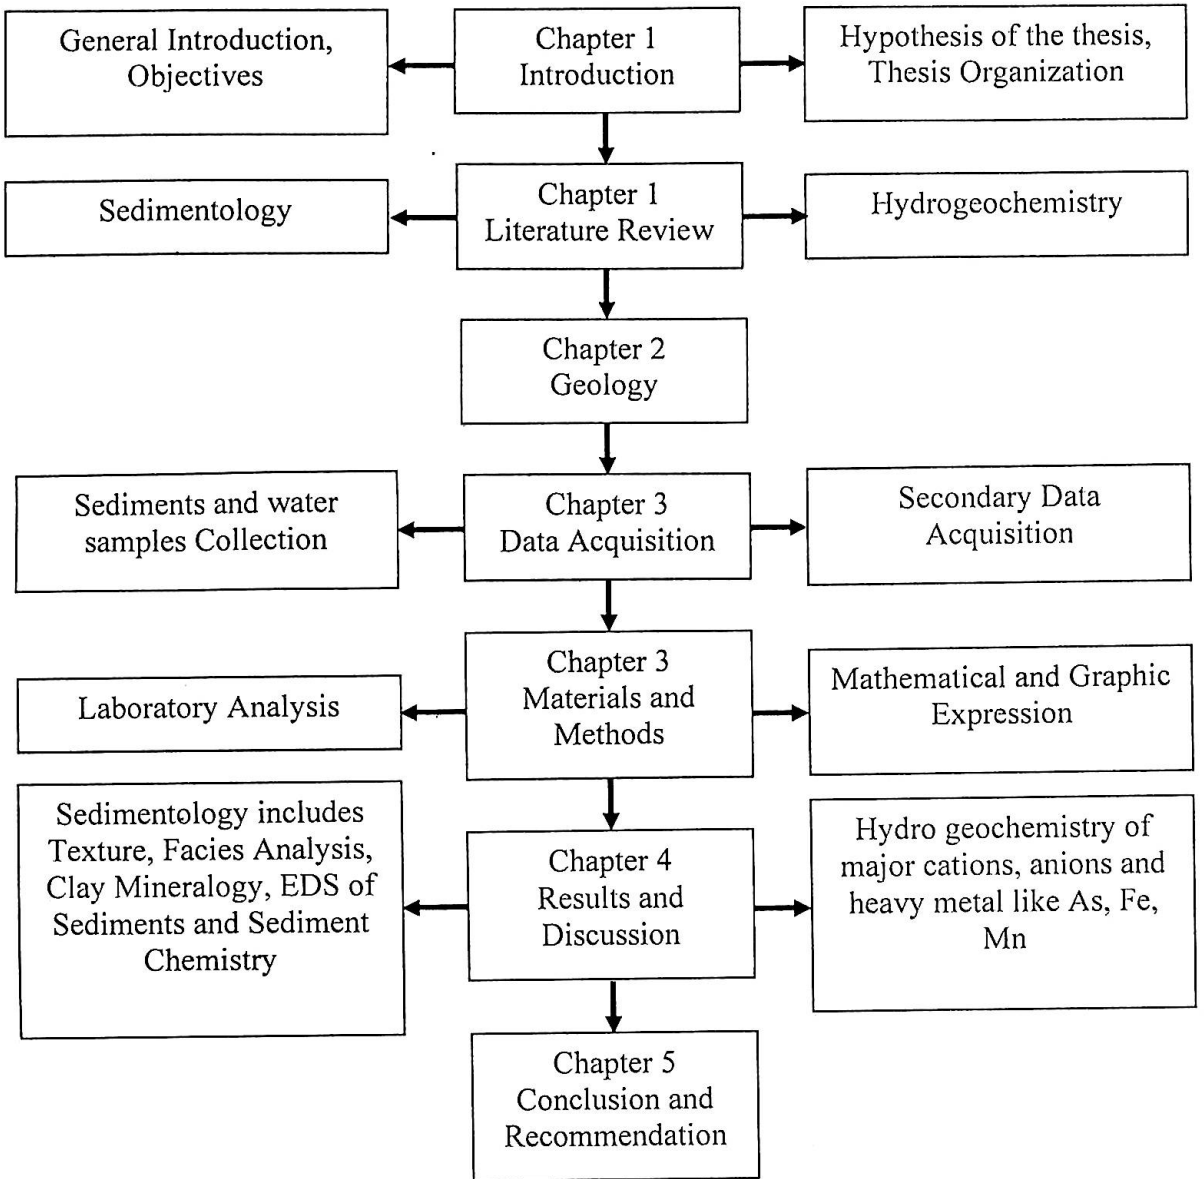 General Introduction,
Objectives
Chapter 1
Introduction
Hypothesis of the thesis,
Thesis Organization
Sedimentology
Chapter 1
Literature Review
Hydrogeochemistry
Chapter 2
Geology
Sediments and water
samples Collection
Chapter 3
Data Acquisition
Secondary Data
Acquisition
Laboratory Analysis
Chapter 3
Materials and
Methods
Mathematical and Graphic
Expression
Sedimentology includes
Texture, Facies Analysis,
Clay Mineralogy, EDS of
Sediments and Sediment
Chemistry
Chapter 4
Results and
Discussion
Hydro geochemistry of
major cations, anions and
heavy metal like As, Fe,
Mn
Chapter 5
Conclusion and
Recommendation